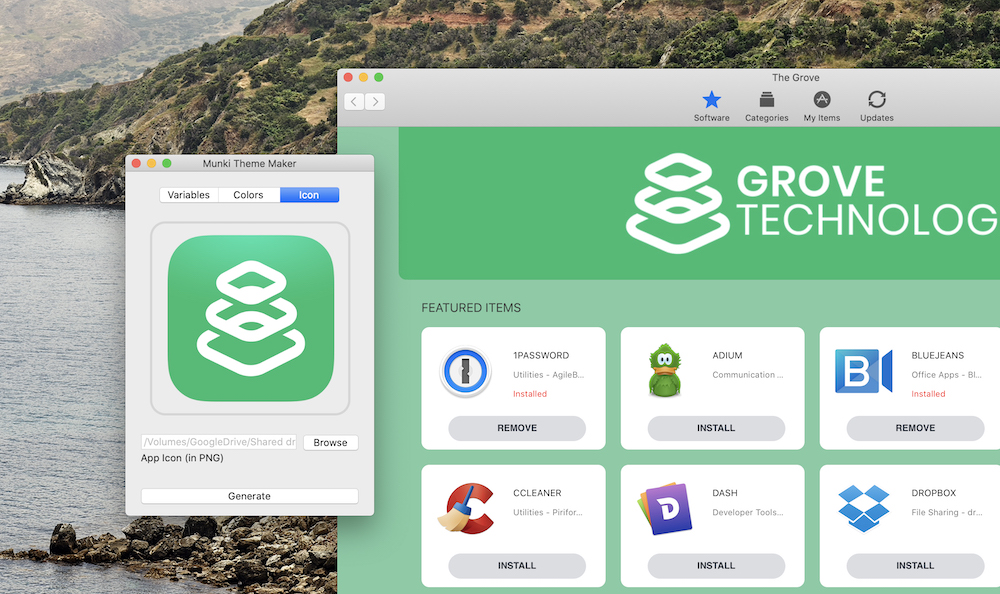 The Grove
Software
Categories
My Items
Updates
Munki Theme Maker
Variables
Colors
Icon
/Volumes/GoogleDrive/Shared dr
Browse
App Icon (in PNG)
Generate
GROVE
TECHNOLOG
FEATURED ITEMS
1PASSWORD
Utilities - AgileB...
Installed
REMOVE
ADIUM
Communication ...
INSTALL
B
BLUEJEANS
Office Apps - Bl...
Installed
REMOVE
CCLEANER
Utilities - Pirifor...
INSTALL
D
DASH
Developer Tools...
INSTALL
DROPBOX
File Sharing - dr...
INSTALL